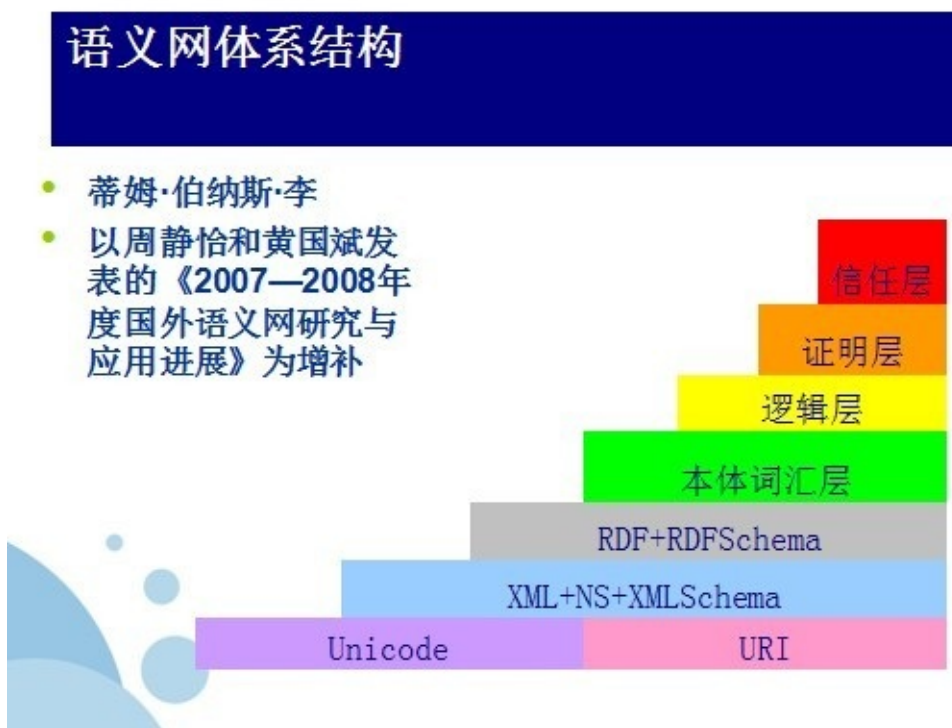 语义网体系结构
蒂姆·伯纳斯·李
以周静怡和黄国斌发
表的《2007—2008年
度国外语义网研究与
应用进展》为增补
信任层
证明层
逻辑层
本体词汇层
RDF+RDFSchema
XML+NS+XMLSchema
Unicode
URI